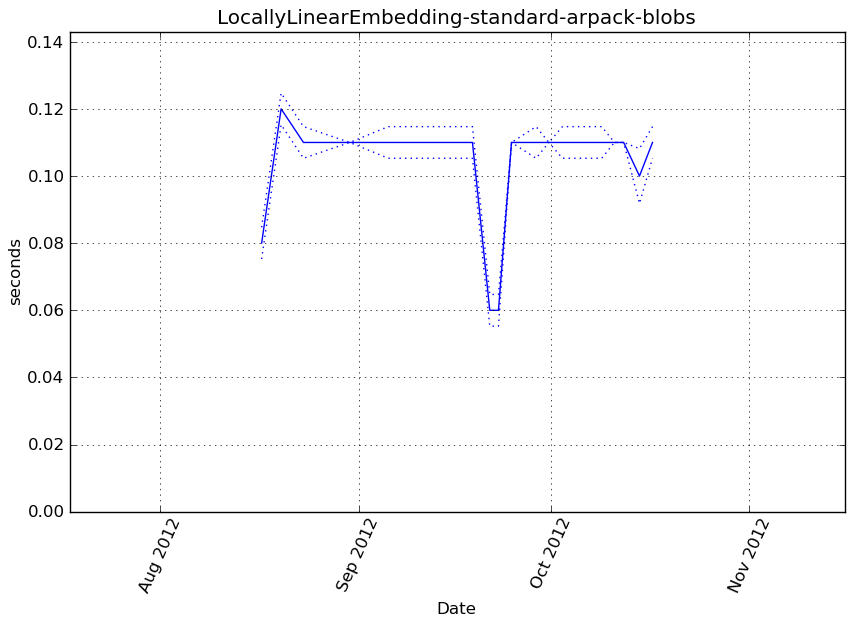 LocallyLinearEmbedding-standard-arpack-blobs
0.14
0.12
0.10
0.08
0.06
0.04
0.02
0.00
seconds
Aug 2012
Sep 2012
Oct 2012
Nov 2012
Date